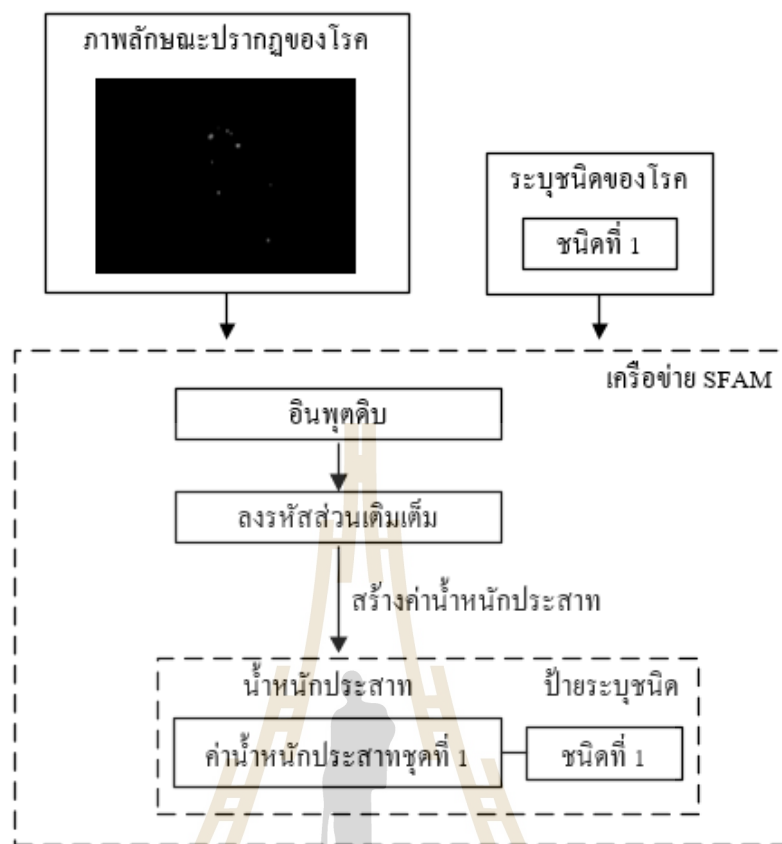 ภาพลักษณะปรากฏของโรค
ระบุชนิดของโรค
ชนิดที่ 1
เครือข่าย SFAM
อินพุตดิบ
ลงรหัสส่วนเติมเต็ม
สร้างค่าน้ำหนักประสาท
น้ำหนักประสาท ป้ายระบุชนิด
ค่าน้ำหนักประสาทชุดที่ 1 ชนิดที่ 1